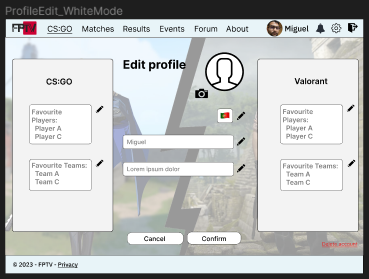 ProfileEdit_WhiteMode
FPTV CS:GO Matches Results Events Forum About Miguel
Edit profile
CS:GO
Favourite
Players:
Player A
Player C
Favourite Teams:
Team A
Team C
Miguel
Lorem ipsum dolor
Valorant
Favourite
Players:
Player A
Player C
Favourite Teams:
Team A
Team C
Cancel Confirm
© 2023 - FPTV - Privacy